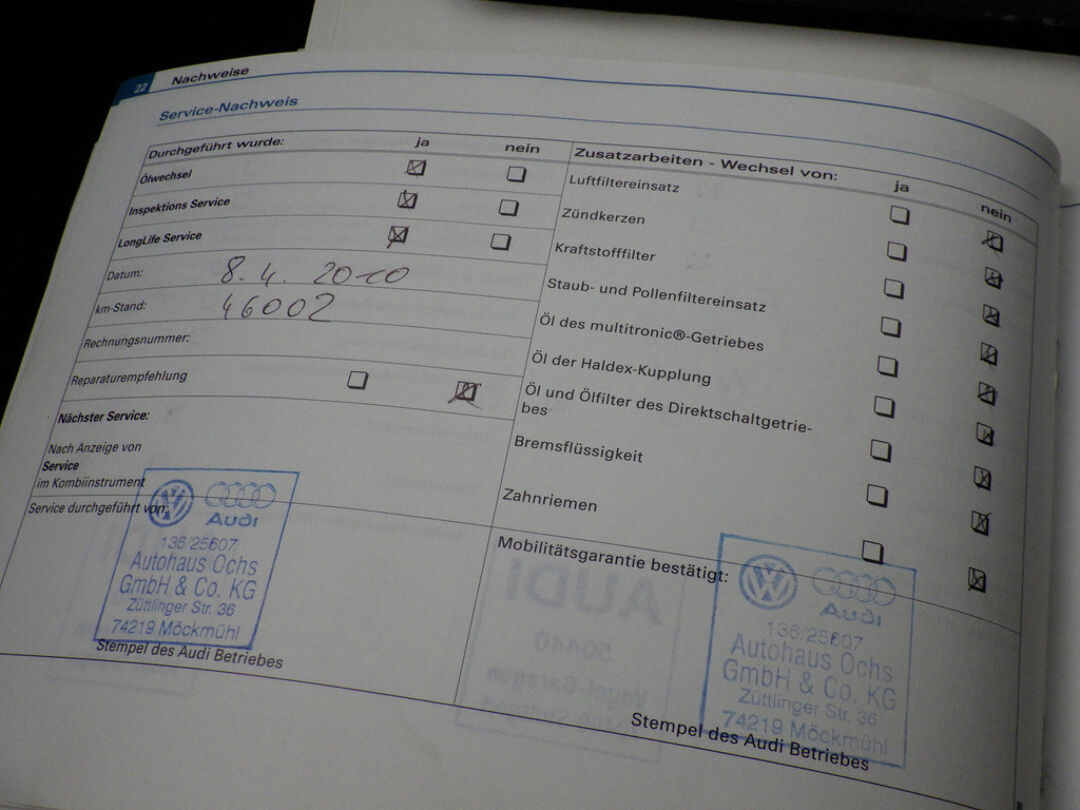 22 Nachweise
Service-Nachweis
Durchgeführt wurde: ja nein
Ölwechsel
Inspektions Service
LongLife Service
Datum: 8.4. 2010
km-Stand: 46002
Rechnungsnummer:
Reparaturempfehlung
Nächster Service:
Nach Anzeige von
Service
im Kombiinstrument
Service durchgeführt von:
Audi
136/25607
Autohaus Ochs
GmbH & Co. KG
Züttlinger Str. 36
74219 Möckmühl
Stempel des Audi Betriebes
Zusatzarbeiten - Wechsel von: ja nein
Luftfiltereinsatz
Zündkerzen
Kraftstofffilter
Staub- und Pollenfiltereinsatz
Öl des multitronic®-Getriebes
Öl der Haldex-Kupplung
Öl und Ölfilter des Direktschaltgetrie-
bes
Bremsflüssigkeit
Zahnriemen
Mobilitätsgarantie bestätigt:
Audi
136/25607
Autohaus Ochs
GmbH & Co. KG
Züttlinger Str. 36
74219 Möckmühl
Stempel des Audi Betriebes
AUDI
50440